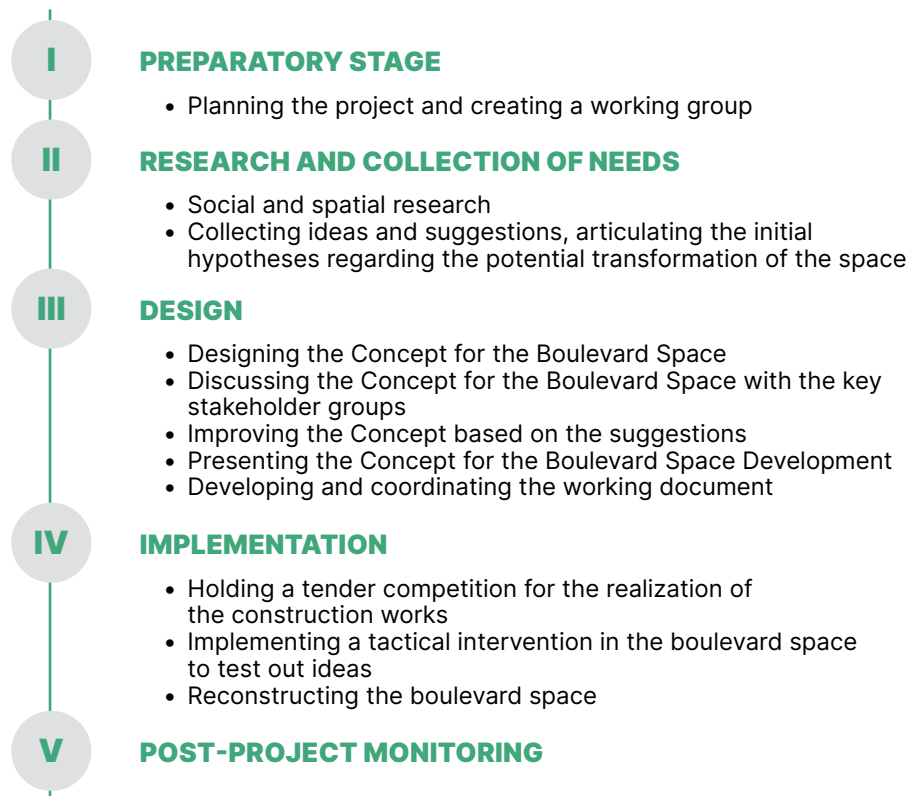 I
PREPARATORY STAGE
• Planning the project and creating a working group
II
RESEARCH AND COLLECTION OF NEEDS
• Social and spatial research
• Collecting ideas and suggestions, articulating the initial
hypotheses regarding the potential transformation of the space
III
DESIGN
• Designing the Concept for the Boulevard Space
• Discussing the Concept for the Boulevard Space with the key
stakeholder groups
• Improving the Concept based on the suggestions
• Presenting the Concept for the Boulevard Space Development
• Developing and coordinating the working document
IV
IMPLEMENTATION
• Holding a tender competition for the realization of
the construction works
• Implementing a tactical intervention in the boulevard space
to test out ideas
• Reconstructing the boulevard space
V
POST-PROJECT MONITORING